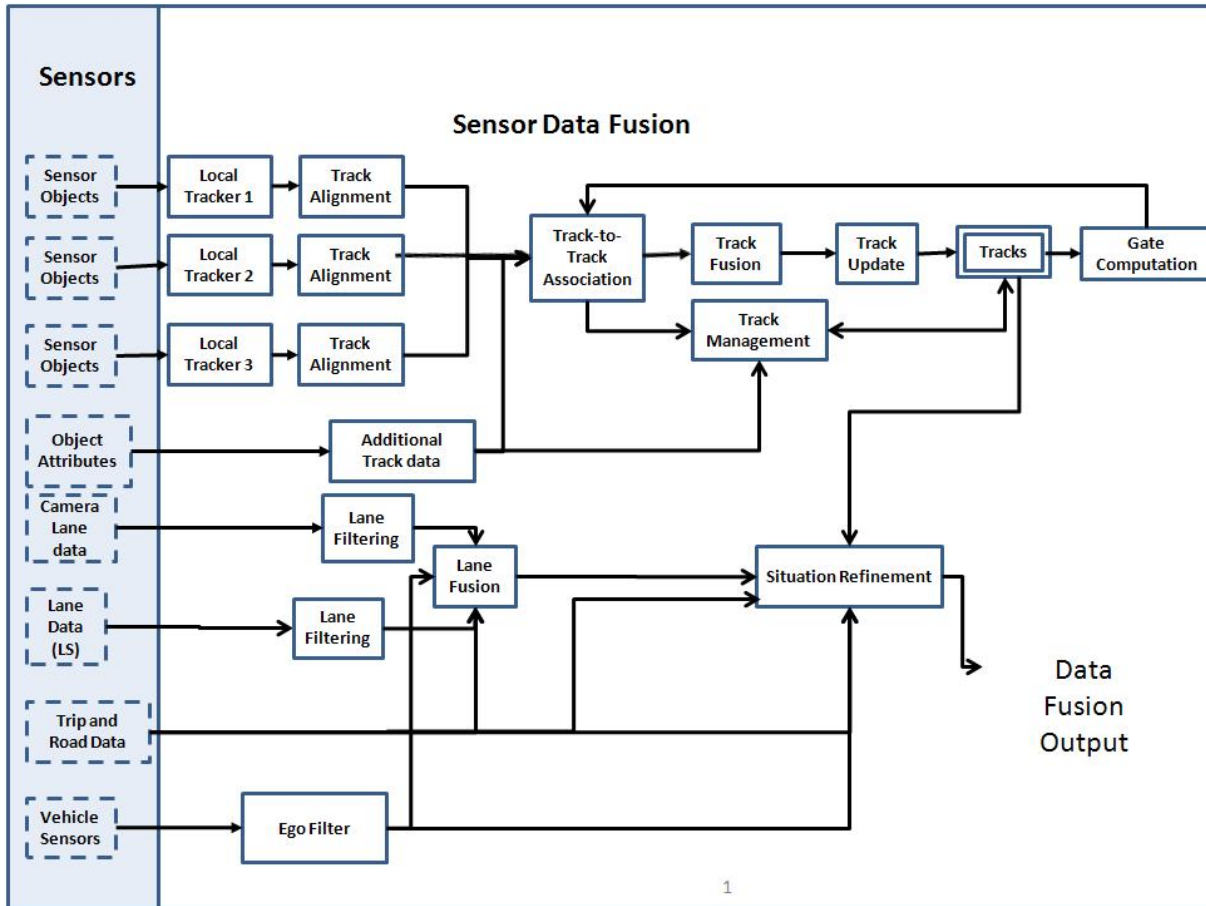 Sensors
Sensor Data Fusion
Sensor
Objects
Local
Tracker 1
Track
Alignment
Sensor
Objects
Local
Tracker 2
Track
Alignment
Sensor
Objects
Local
Tracker 3
Track
Alignment
Track-to-
Track
Association
Track
Fusion
Track
Update
Tracks
Gate
Computation
Track
Management
Object
Attributes
Additional
Track data
Camera
Lane
data
Lane
Filtering
Lane
Fusion
Situation Refinement
Lane
Data
(LS)
Lane
Filtering
Trip and
Road Data
Data
Fusion
Output
Vehicle
Sensors
Ego Filter
1